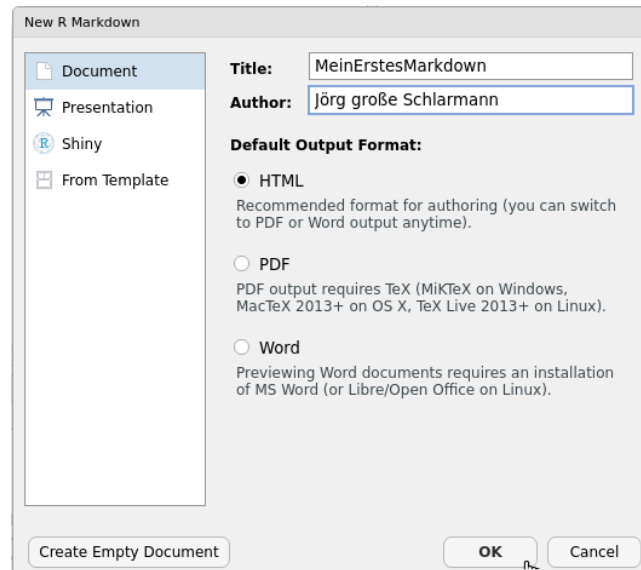 New R Markdown
Document
Presentation
Shiny
From Template
Title: MeinErstesMarkdown
Author: Jörg große Schlarmann
Default Output Format:
HTML
Recommended format for authoring (you can switch
to PDF or Word output anytime).
PDF
PDF output requires TeX (MiKTeX on Windows,
MacTeX 2013+ on OS X, TeX Live 2013+ on Linux).
Word
Previewing Word documents requires an installation
of MS Word (or Libre/Open Office on Linux).
Create Empty Document
OK
Cancel